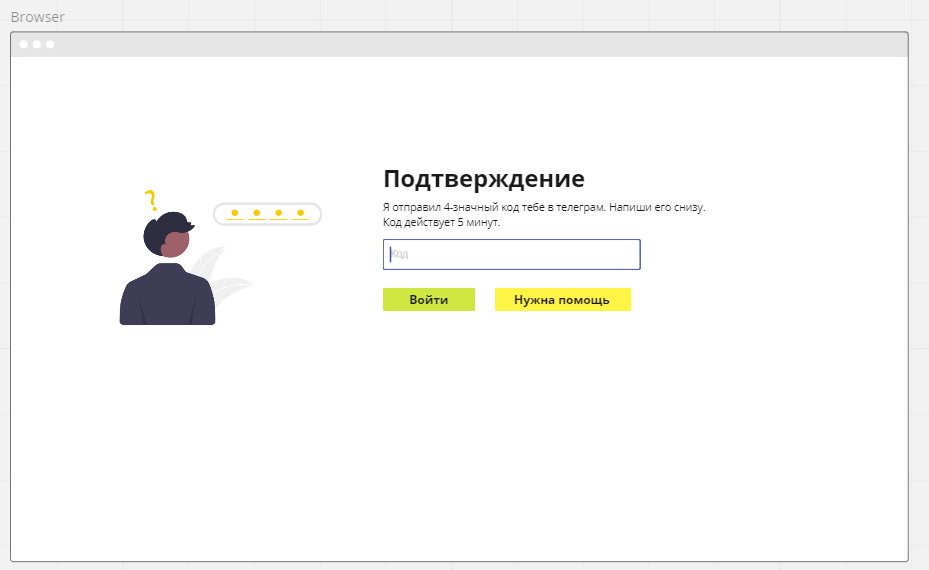 Browser
Подтверждение
Я отправил 4-значный код тебе в телеграм. Напиши его снизу.
Код действует 5 минут.
Код
Войти
Нужна помощь